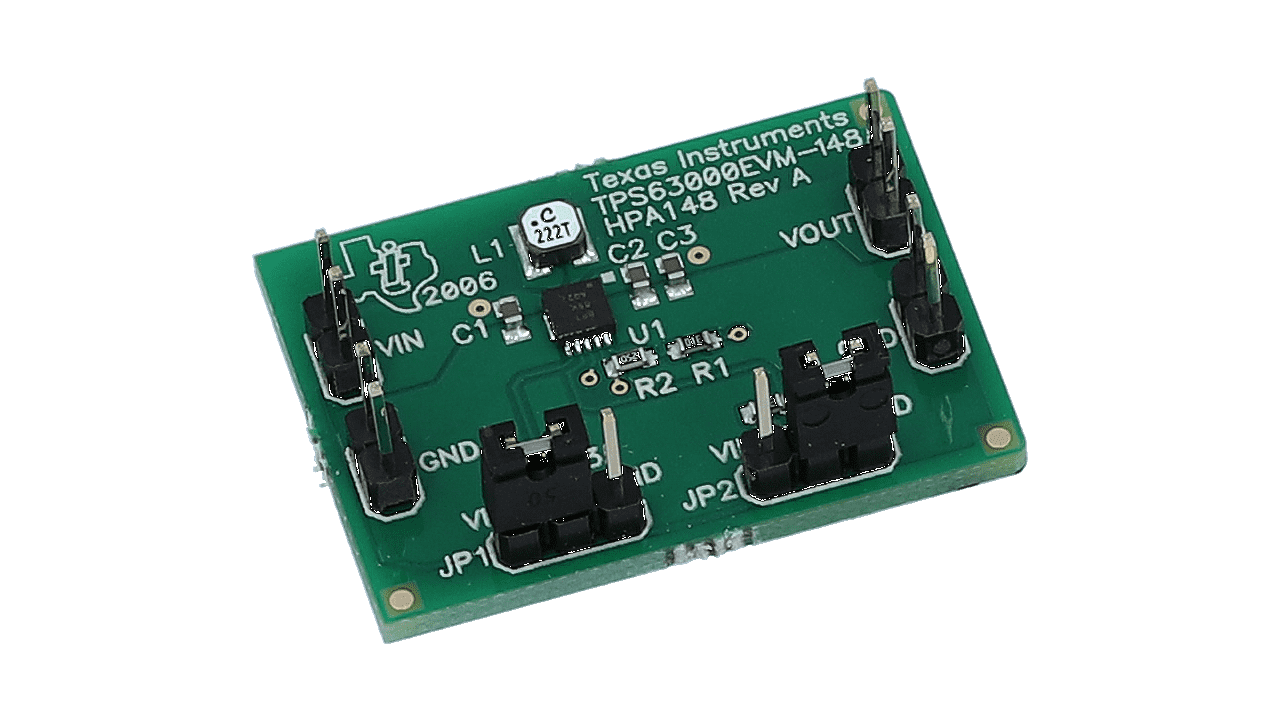 Texas Instruments
TPS63000EVM-148
HPA148 Rev A
C
222T
L1
C2 C3
2006
VOUT
C1
VIN
U1
R2 R1
GND
JP2
JP1